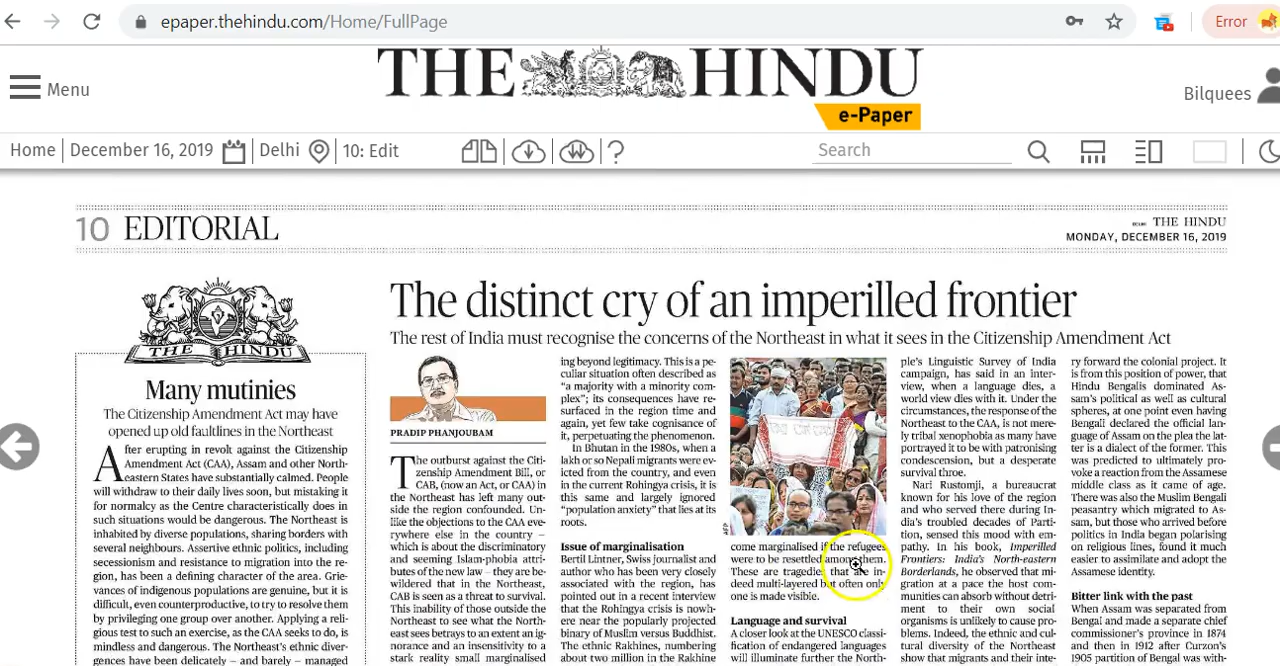 epaper.thehindu.com/Home/FullPage
Error
Menu
THE HINDU
e-Paper
Bilquees
Home
December 16, 2019
Delhi
10: Edit
?
Search
10 EDITORIAL
THE HINDU
MONDAY, DECEMBER 16, 2019
THE HINDU
Many mutinies
The Citizenship Amendment Act may have
opened up old faultlines in the Northeast
After erupting in revolt against the Citizenship
Amendment Act (CAA), Assam and other North-
eastern States have substantially calmed. People
will withdraw to their daily lives soon, but mistaking it
for normalcy as the Centre characteristically does in
such situations would be dangerous. The Northeast is
inhabited by diverse populations, sharing borders with
several neighbours. Assertive ethnic politics, including
secessionism and resistance to migration into the re-
gion, has been a defining character of the area. Grie-
vances of indigenous populations are genuine, but it is
difficult, even counterproductive, to try to resolve them
by privileging one group over another. Applying a reli-
gious test to such an exercise, as the CAA seeks to do, is
mindless and dangerous. The Northeast's ethnic diver-
gences have been delicately – and barely – managed
The distinct cry of an imperilled frontier
The rest of India must recognise the concerns of the Northeast in what it sees in the Citizenship Amendment Act
PRADIP PHANJOUBAM
The outburst against the Citi-
zenship Amendment Bill, or
CAB, (now an Act, or CAA) in
the Northeast has left many out-
side the region confounded. Un-
like the objections to the CAA eve-
rywhere else in the country –
which is about the discriminatory
and seeming Islam-phobia attri-
butes of the new law – they are be-
wildered that in the Northeast,
CAB is seen as a threat to survival.
This inability of those outside the
Northeast to see what the North-
east sees betrays to an extent an ig-
norance and an insensitivity to a
stark reality small marginalised
ing beyond legitimacy. This is a pe-
culiar situation often described as
"a majority with a minority com-
plex"; its consequences have re-
surfaced in the region time and
again, yet few take cognisance of
it, perpetuating the phenomenon.
In Bhutan in the 1980s, when a
lakh or so Nepali migrants were ev-
icted from the country, and even
in the current Rohingya crisis, it is
this same and largely ignored
"population anxiety" that lies at its
roots.
Issue of marginalisation
Bertil Lintner, Swiss journalist and
author who has been very closely
associated with the region, has
pointed out in a recent interview
that the Rohingya crisis is nowh-
ere near the popularly projected
binary of Muslim versus Buddhist.
The ethnic Rakhines, numbering
about two million in the Rakhine
AFP
come marginalised if the refugees
were to be resettled among them.
These are tragedies that are in-
deed multi-layered but often only
one is made visible.
Language and survival
A closer look at the UNESCO classi-
fication of endangered languages
will illuminate further the North-
ple's Linguistic Survey of India
campaign, has said in an inter-
view, when a language dies, a
world view dies with it. Under the
circumstances, the response of the
Northeast to the CAA, is not mere-
ly tribal xenophobia as many have
portrayed it to be with patronising
condescension, but a desperate
survival throe.
Nari Rustomji, a bureaucrat
known for his love of the region
and who served there during In-
dia's troubled decades of Parti-
tion, sensed this mood with em-
pathy. In his book, Imperilled
Frontiers: India's North-eastern
Borderlands, he observed that mi-
gration at a pace the host com-
munities can absorb without detri-
ment to their own social
organisms is unlikely to cause pro-
blems. Indeed, the ethnic and cul-
tural diversity of the Northeast
show that migrants and their inte-
ry forward the colonial project. It
is from this position of power, that
Hindu Bengalis dominated As-
sam's political as well as cultural
spheres, at one point even having
Bengali declared the official lan-
guage of Assam on the plea the lat-
ter is a dialect of the former. This
was predicted to ultimately pro-
voke a reaction from the Assamese
middle class as it came of age.
There was also the Muslim Bengali
peasantry which migrated to As-
sam, but those who arrived before
politics in India began polarising
on religious lines, found it much
easier to assimilate and adopt the
Assamese identity.
Bitter link with the past
When Assam was separated from
Bengal and made a separate chief
commissioner's province in 1874
and then in 1912 after Curzon's
1905 partition of Bengal was with-